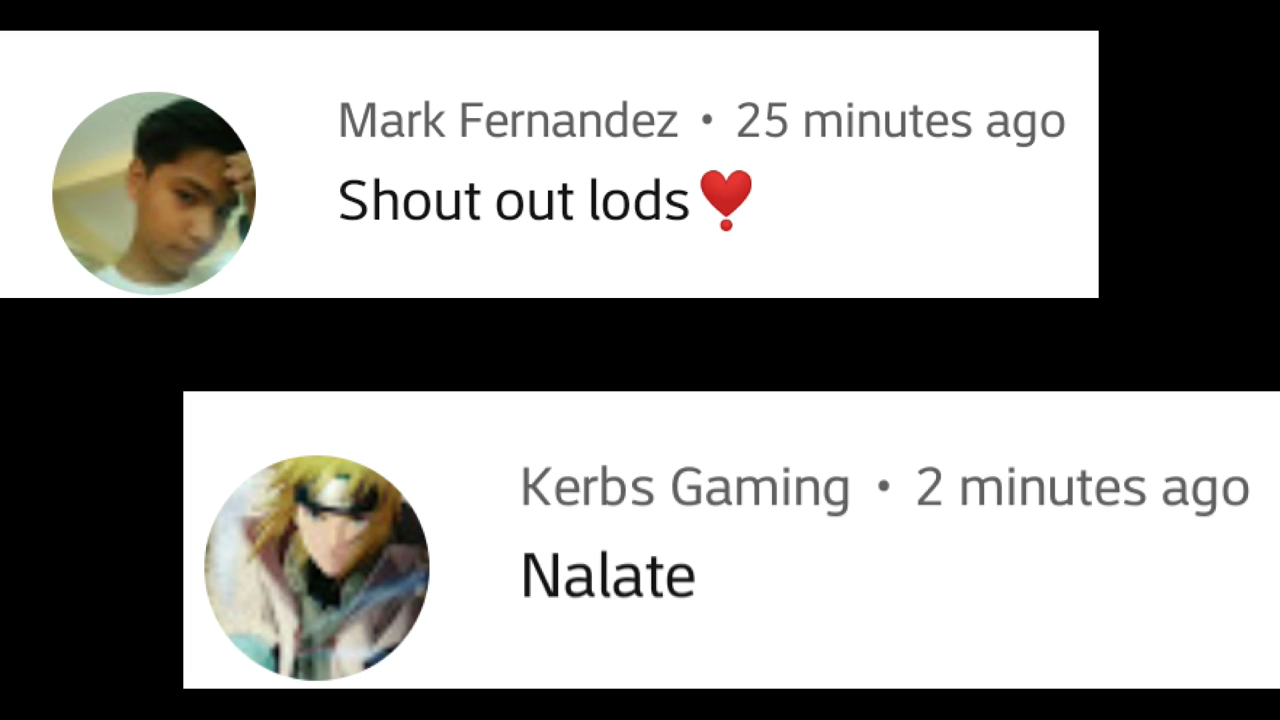 Mark Fernandez • 25 minutes ago
Shout out lods❣️
Kerbs Gaming • 2 minutes ago
Nalate